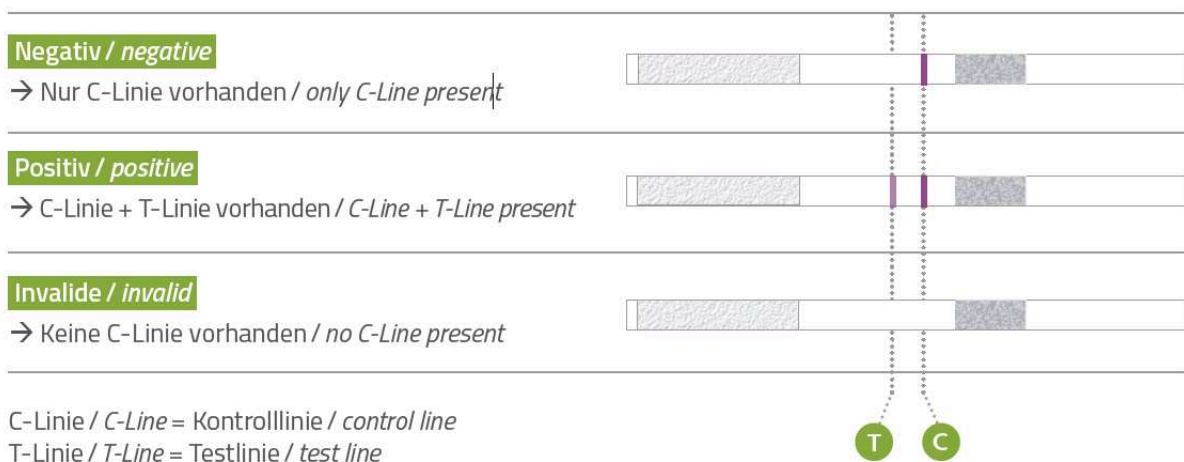 Negativ / negative
→ Nur C-Linie vorhanden / only C-Line present
Positiv / positive
→ C-Linie + T-Linie vorhanden / C-Line + T-Line present
Invalide / invalid
→ Keine C-Linie vorhanden / no C-Line present
C-Linie / C-Line = Kontrolllinie / control line
T-Linie / T-Line = Testlinie / test line
T C